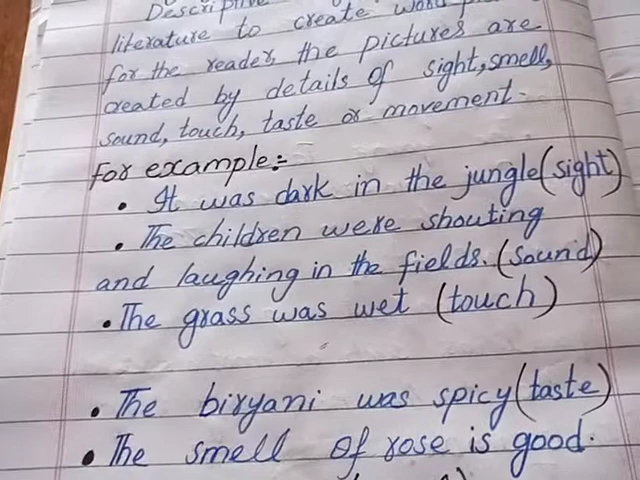 Descriptive
literature to create word
for the reader the pictures are
created by details of sight, smell,
sound, touch, taste or movement.
for example:-
• It was dark in the jungle (sight)
• The children were shouting
and laughing in the fields. (Sound)
• The grass was wet (touch)
• The biryani was spicy (taste)
• The smell of rose is good.